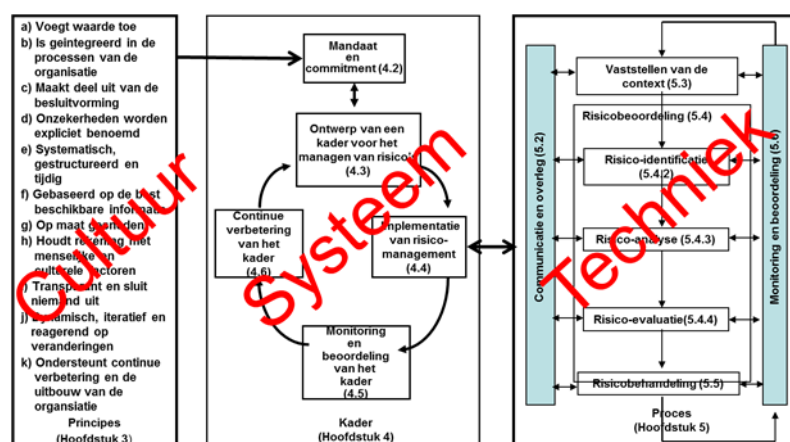 a) Voegt waarde toe
b) Is geintegreerd in de
processen van de
organisatie
c) Maakt deel uit van de
besluitvorming
d) Onzekerheden worden
expliciet benoemd
e) Systematisch,
gestructureerd en
tijdig
f) Gebaseerd op de best
beschikbare informatie
g) Op maat gesneden
h) Houdt rekening met
menselijke en
culturele factoren
i) Transparant en sluit
niemand uit
j) Dynamisch, iteratief en
reagerend op
veranderingen
k) Ondersteunt continue
verbetering en de
uitbouw van de
organsiatie
Principes
(Hoofdstuk 3)
Cultuur
Mandaat
en
commitment (4.2)
Ontwerp van een
kader voor het
managen van risico's
(4.3)
Continue
verbetering
van het
kader
(4.6)
Implementatie
van risico-
management
(4.4)
Monitoring
en
beoordeling
van het
kader
(4.5)
Kader
(Hoofdstuk 4)
Systeem
Communicatie en overleg (5.2)
Vaststellen van de
context (5.3)
Risicobeoordeling (5.4)
Risico-identificatie
(5.4.2)
Risico-analyse (5.4.3)
Risico-evaluatie(5.4.4)
Risicobehandeling (5.5)
Monitoring en beoordeling (5.6)
Proces
(Hoofdstuk 5)
Techniek